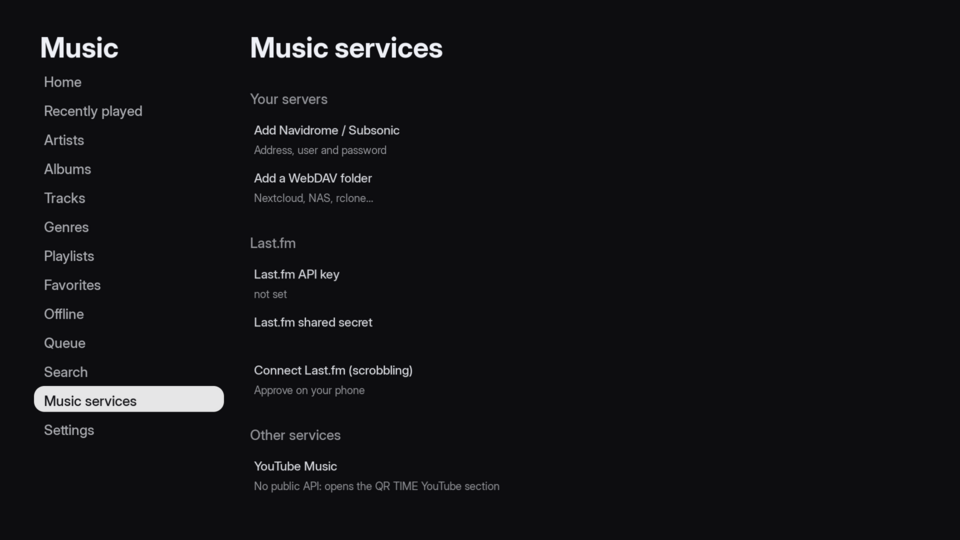 Music
Home
Recently played
Artists
Albums
Tracks
Genres
Playlists
Favorites
Offline
Queue
Search
Music services
Settings
Music services
Your servers
Add Navidrome / Subsonic
Address, user and password
Add a WebDAV folder
Nextcloud, NAS, rclone...
Last.fm
Last.fm API key
not set
Last.fm shared secret
Connect Last.fm (scrobbling)
Approve on your phone
Other services
YouTube Music
No public API: opens the QR TIME YouTube section